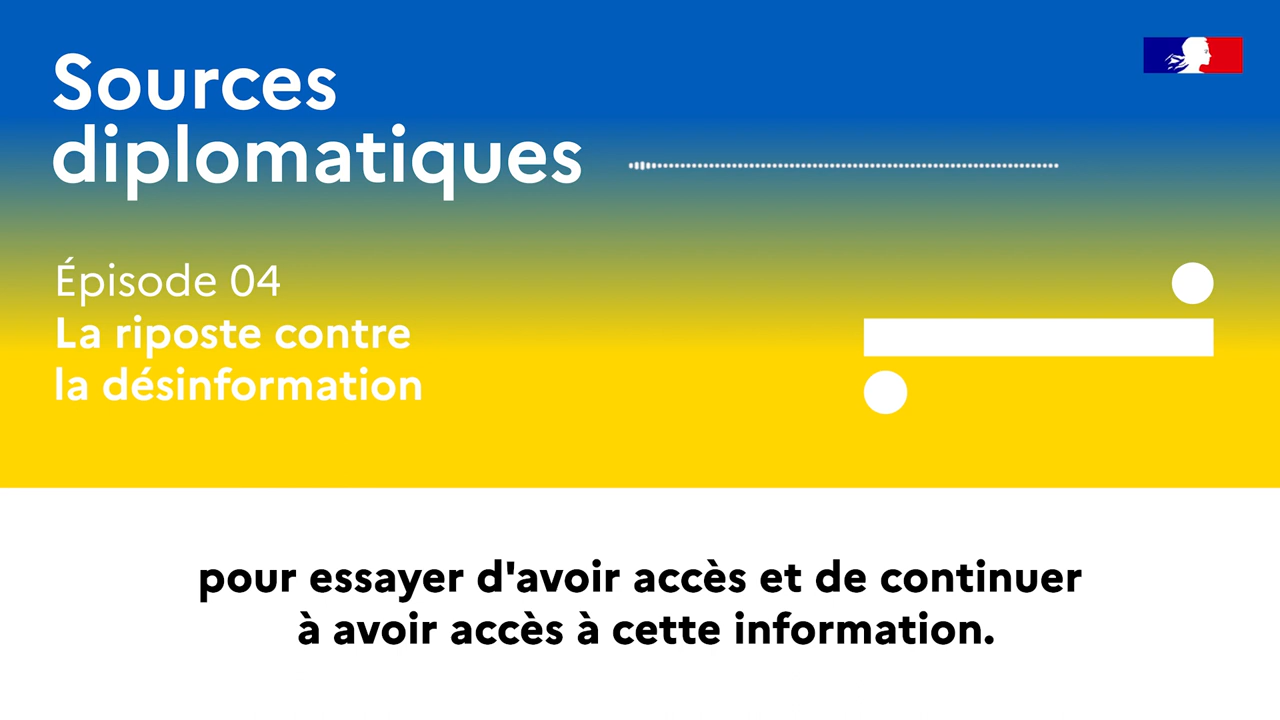 Sources
diplomatiques
Épisode 04
La riposte contre
la désinformation
pour essayer d'avoir accès et de continuer
à avoir accès à cette information.